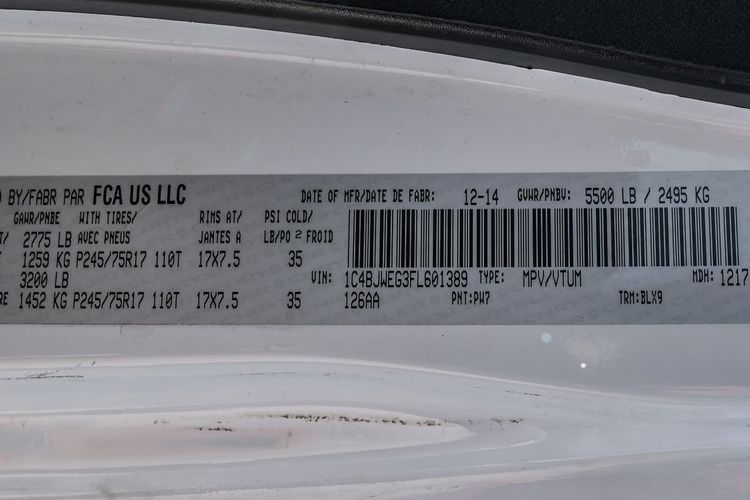 BY/FABR PAR FCA US LLC DATE OF MFR/DATE DE FABR: 12-14 GVWR/PNBV: 5500 LB / 2495 KG
GAWR/PNBE WITH TIRES/ RIMS AT/ PSI COLD/
2775 LB AVEC PNEUS JANTES A LB/PO² FROID
1259 KG P245/75R17 110T 17X7.5 35
3200 LB VIN: 1C4BJWEG3FL601389 TYPE: MPV/VTUM MDH: 1217
1452 KG P245/75R17 110T 17X7.5 35 126AA PNT:PW7 TRM:BLX9